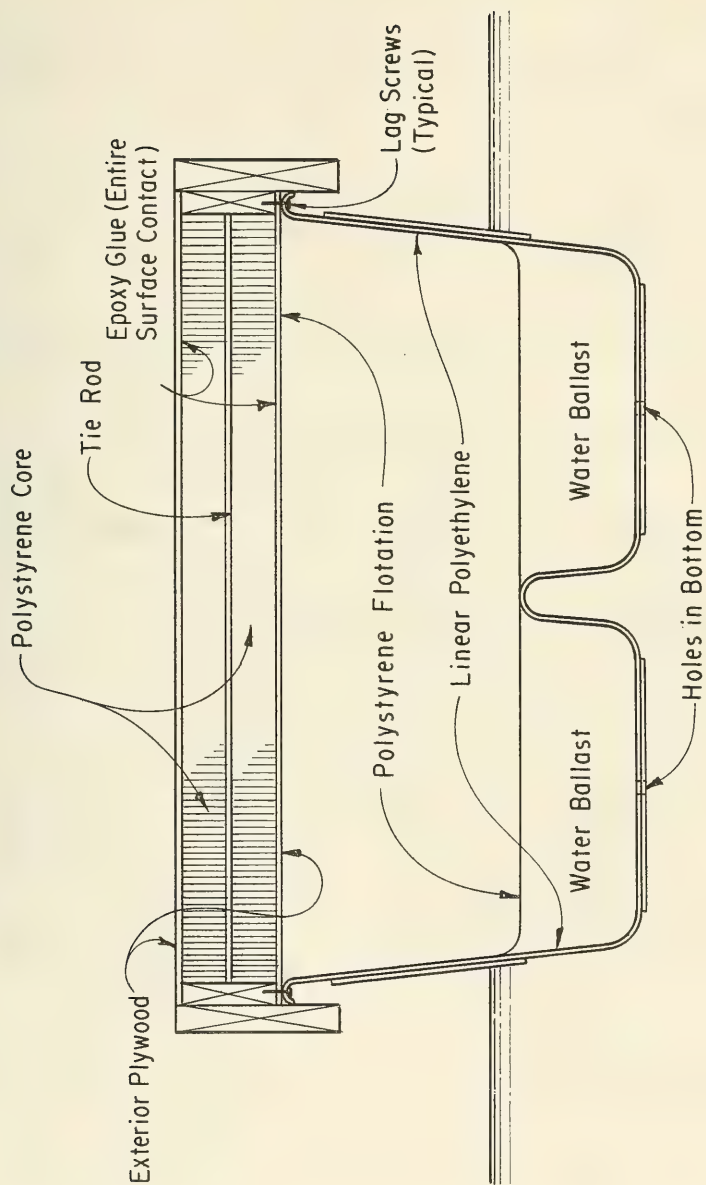 Polystyrene Core
Tie Rod
Epoxy Glue (Entire
Surface Contact)
Exterior Plywood
Lag Screws
(Typical)
Polystyrene Flotation
Linear Polyethylene
Water Ballast
Water Ballast
Holes in Bottom